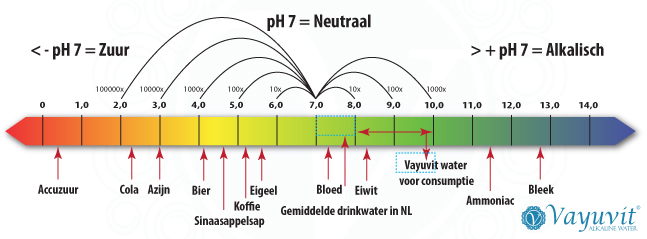 pH 7 = Neutraal
< - pH 7 = Zuur
> + pH 7 = Alkalisch
100000x 10000x 1000x 100x 10x 10x 100x 1000x
0 1,0 2,0 3,0 4,0 5,0 6,0 7,0 8,0 9,0 10,0 11,0 12,0 13,0 14,0
Accuzuur Cola Azijn Bier Eigeel Bloed Eiwit
Koffie
Sinaasappelsap
Gemiddelde drinkwater in NL
Vayuvit water
voor consumptie
Ammoniac
Bleek
Vayuvit®
ALKALINE WATER